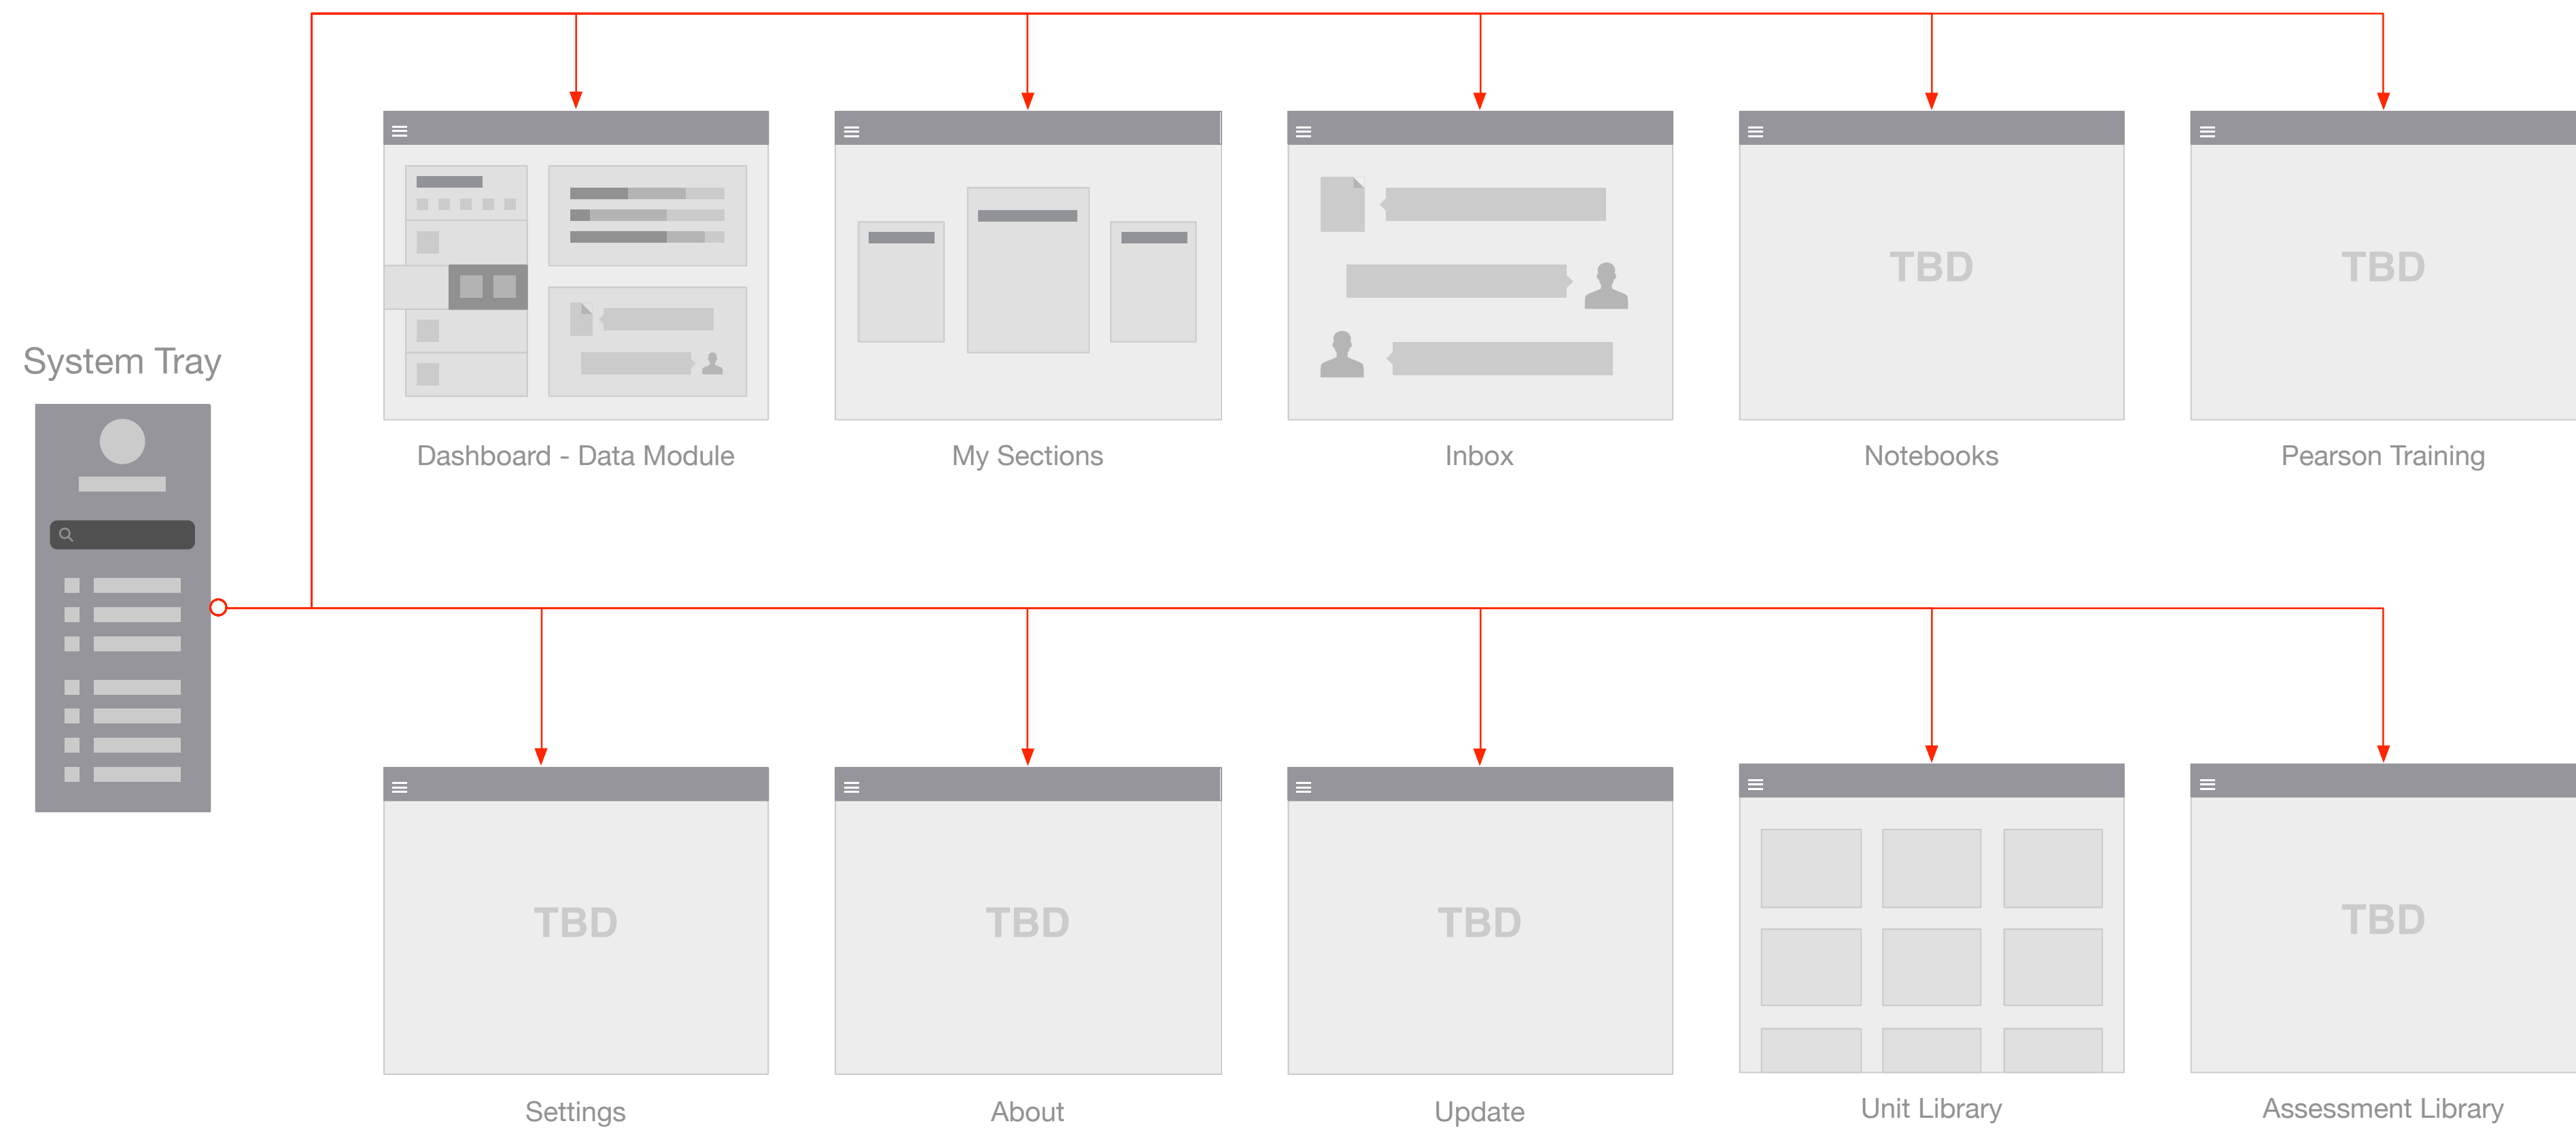 System Tray
TBD
TBD
Dashboard - Data Module
My Sections
Inbox
Notebooks
Pearson Training
TBD
TBD
TBD
TBD
Settings
About
Update
Unit Library
Assessment Library